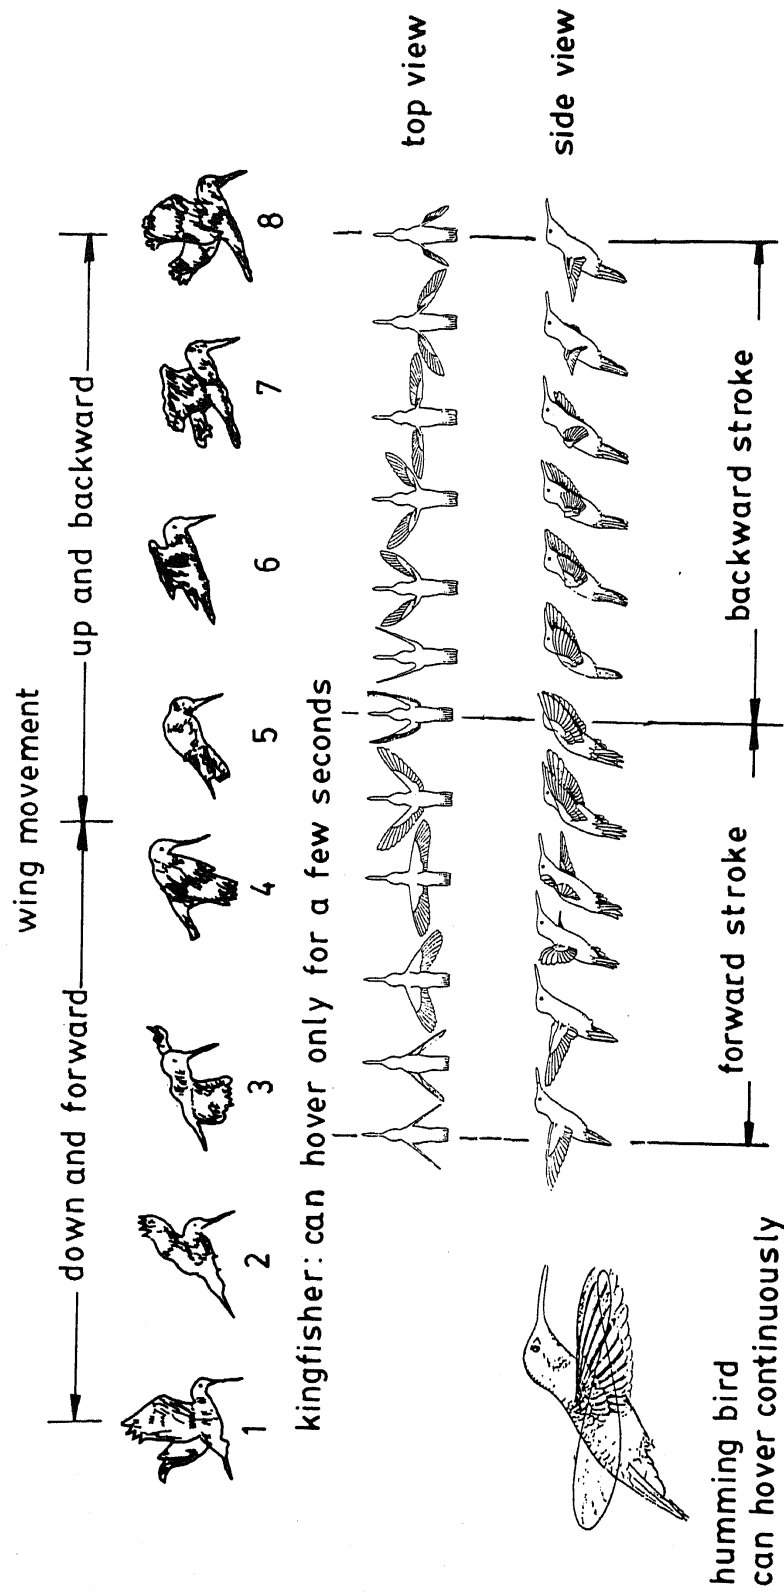 wing movement
down and forward
up and backward
1 2 3 4 5 6 7 8
kingfisher: can hover only for a few seconds
top view
side view
forward stroke
backward stroke
humming bird
can hover continuously